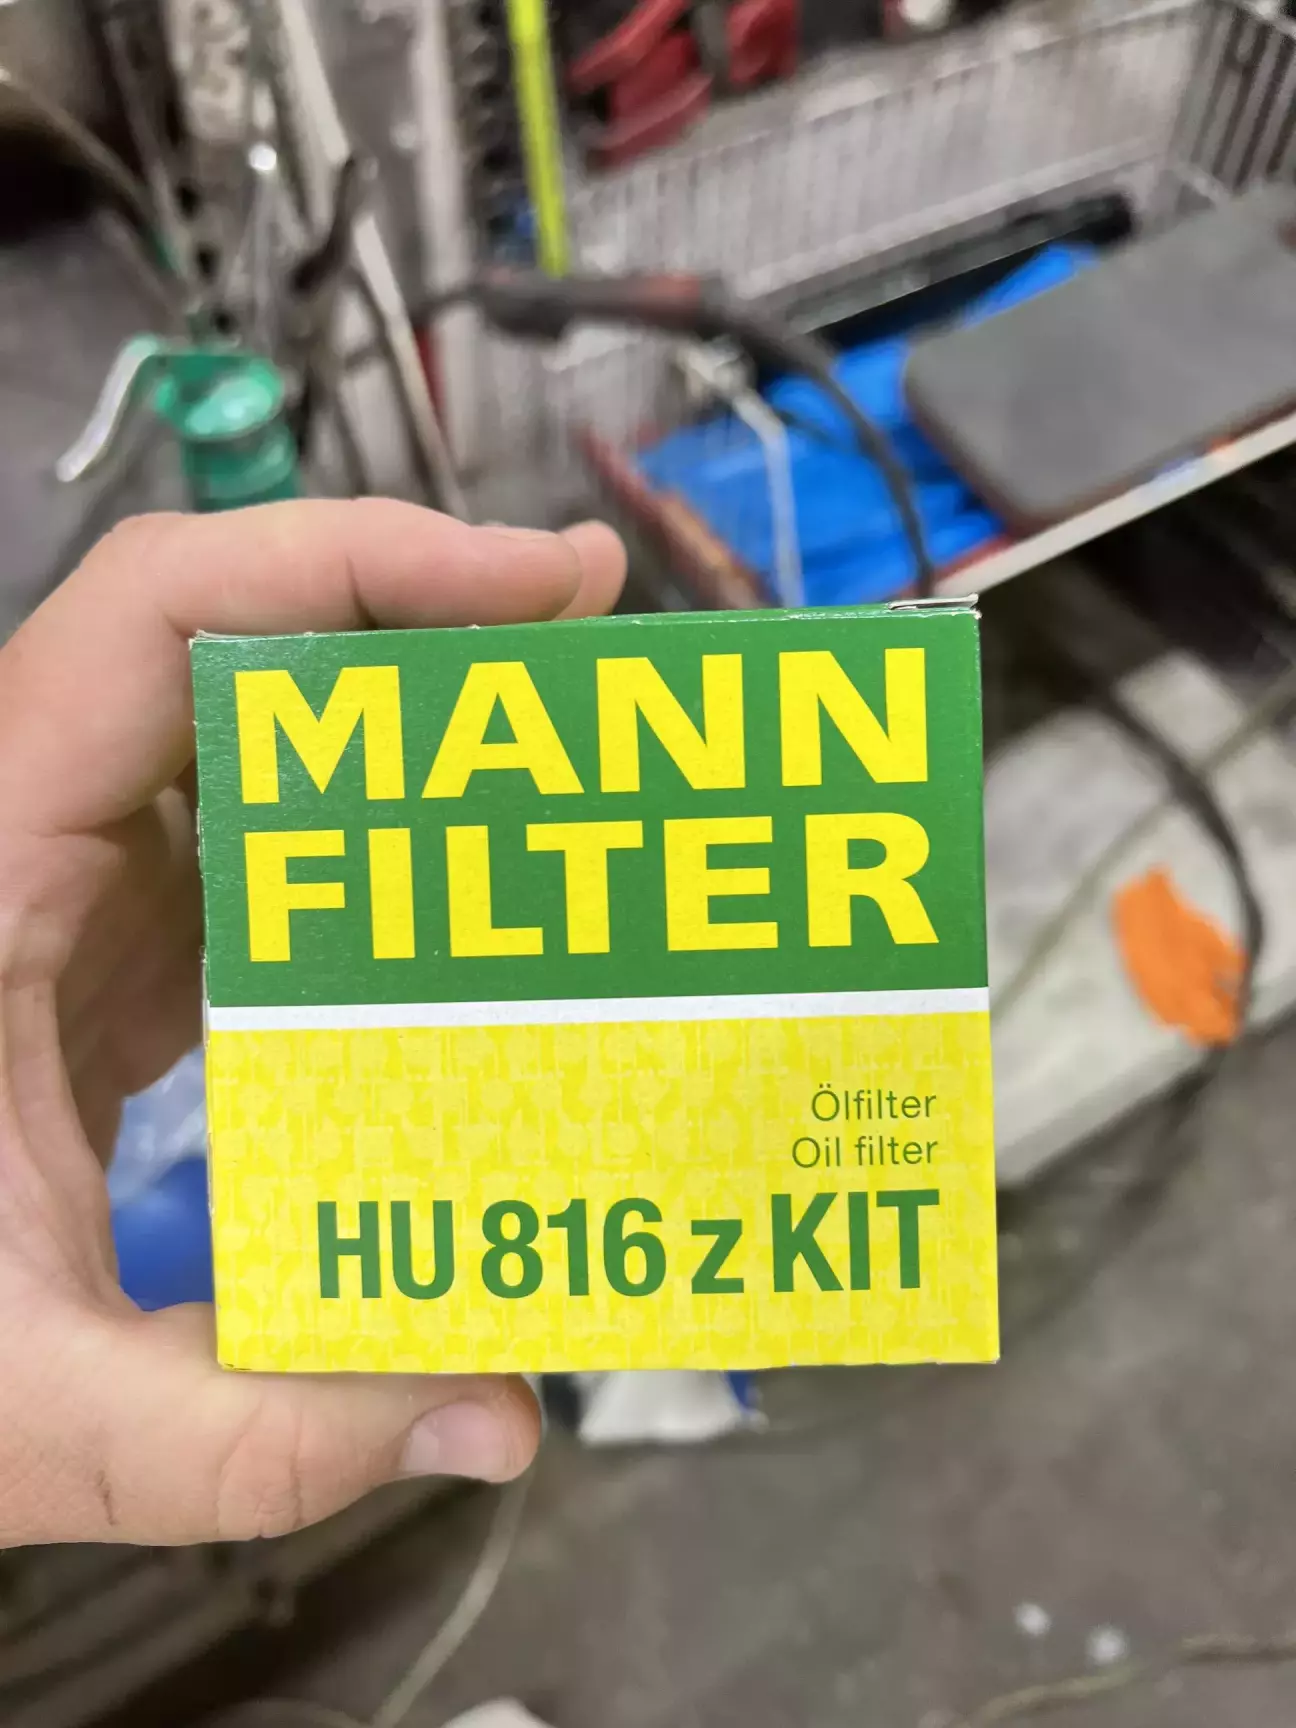 MANN
FILTER
Ölfilter
Oil filter
HU 816 z KIT